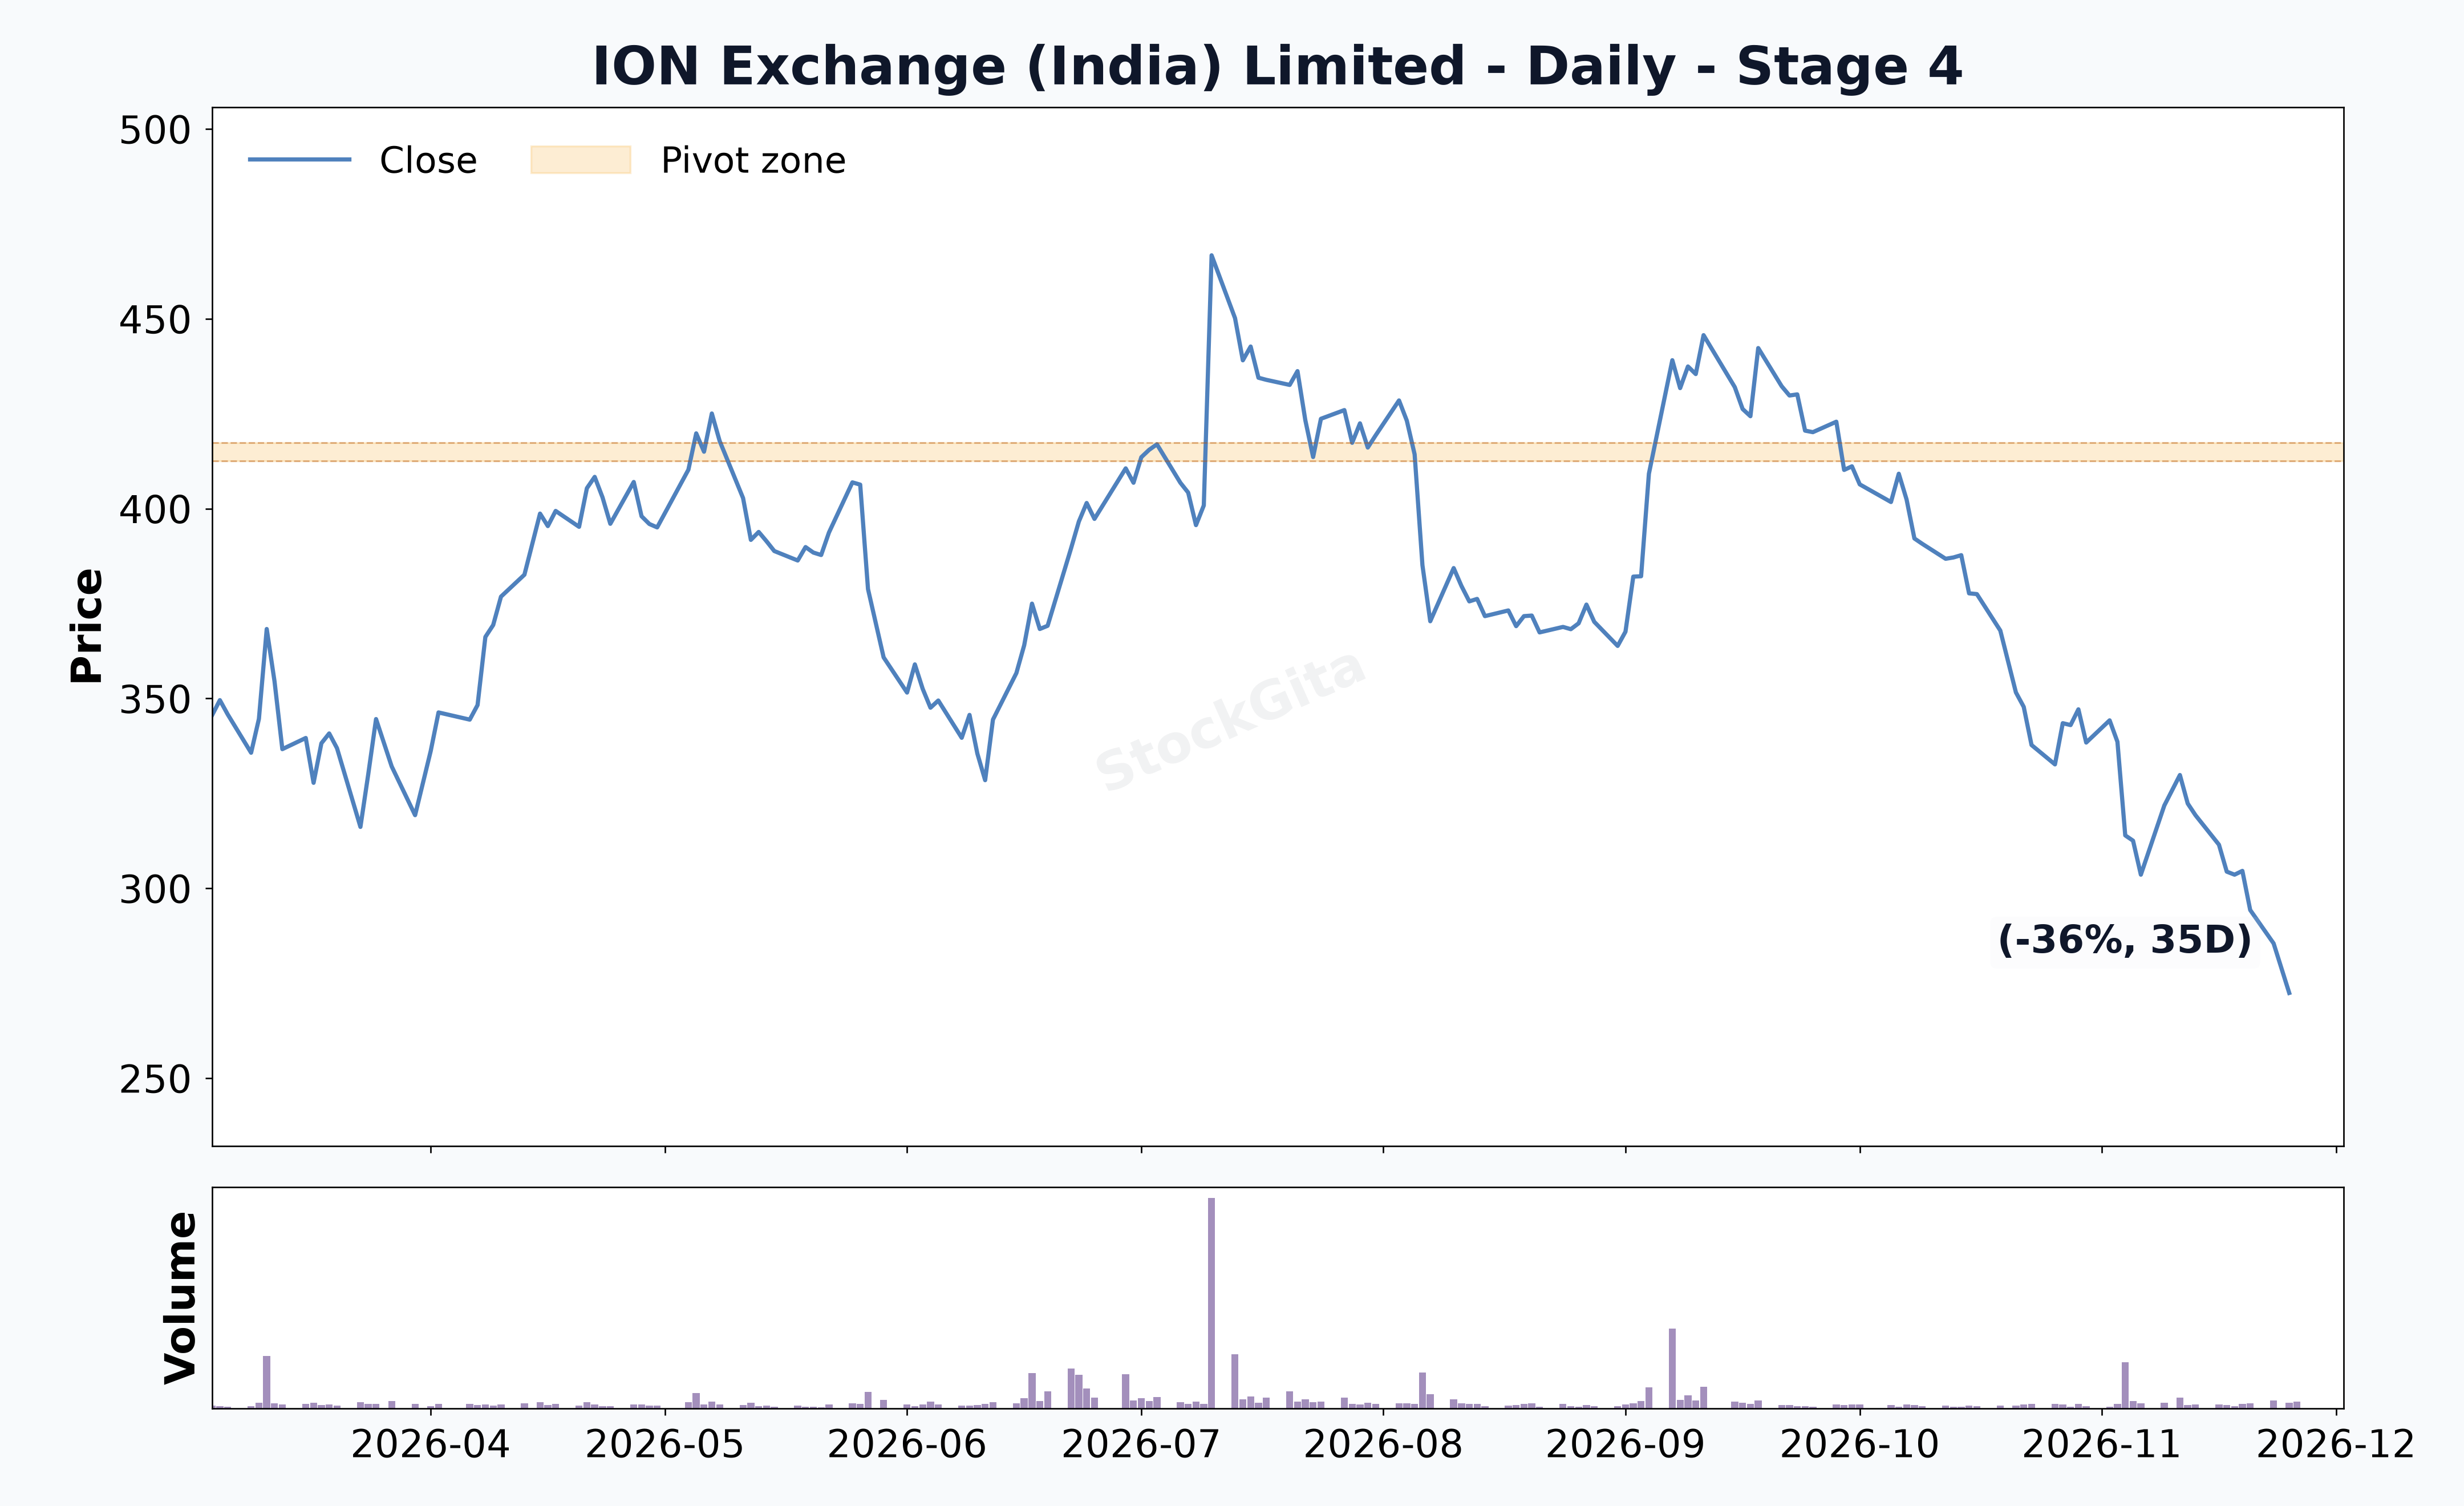 ION Exchange (India) Limited - Daily - Stage 4
500
Close
Pivot zone
450
400
Price
350
StockGita
300
(-36%, 35D)
250
Volume
2026-04
2026-05
2026-06
2026-07
2026-08
2026-09
2026-10
2026-11
2026-12